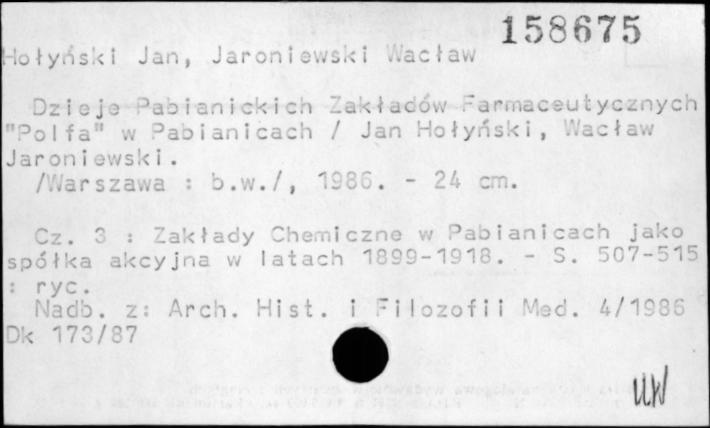 158675
Hołyński Jan, Jaroniewski Wacław
Dzieje Pabianickich Zakładów Farmaceutycznych
"Polfa" w Pabianicach / Jan Hołyński, Wacław
Jaroniewski.
/Warszawa : b.w./, 1986. - 24 cm.
Cz. 3 : Zakłady Chemiczne w Pabianicach jako
spółka akcyjna w latach 1899-1918. - S. 507-515
: ryc.
Nadb. z: Arch. Hist. i Filozofii Med. 4/1986
Dk 173/87
UW